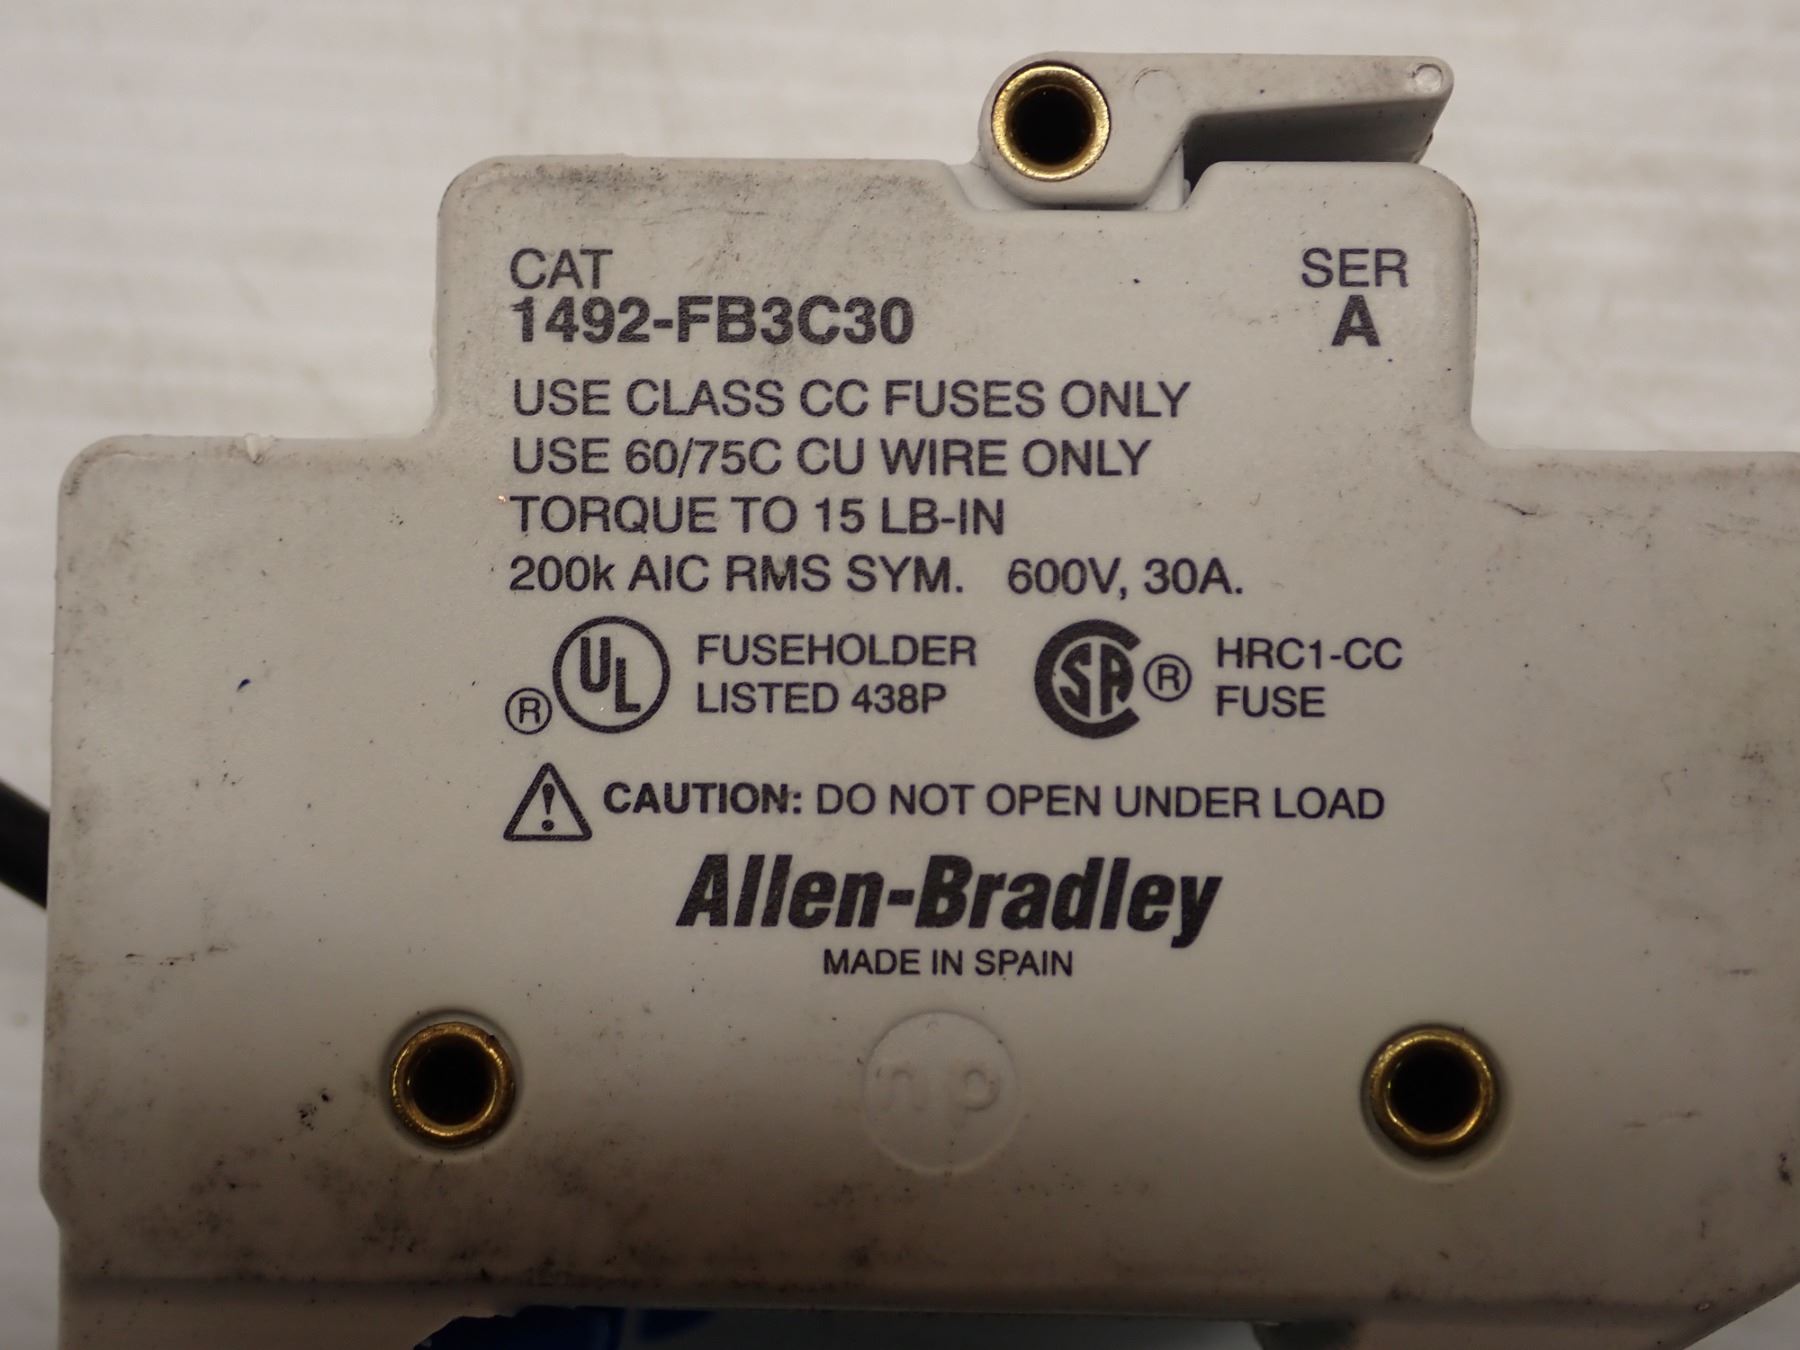 CAT
SER
1492-FB3C30
A
USE CLASS CC FUSES ONLY
USE 60/75C CU WIRE ONLY
TORQUE TO 15 LB-IN
200k AIC RMS SYM. 600V, 30A.
® UL FUSEHOLDER
LISTED 438P
SA ® HRC1-CC
FUSE
CAUTION: DO NOT OPEN UNDER LOAD
Allen-Bradley
MADE IN SPAIN